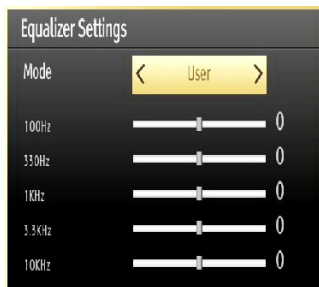 Equalizer Settings
Mode < User >
100Hz 0
330Hz 0
1KHz 0
3.3KHz 0
10KHz 0